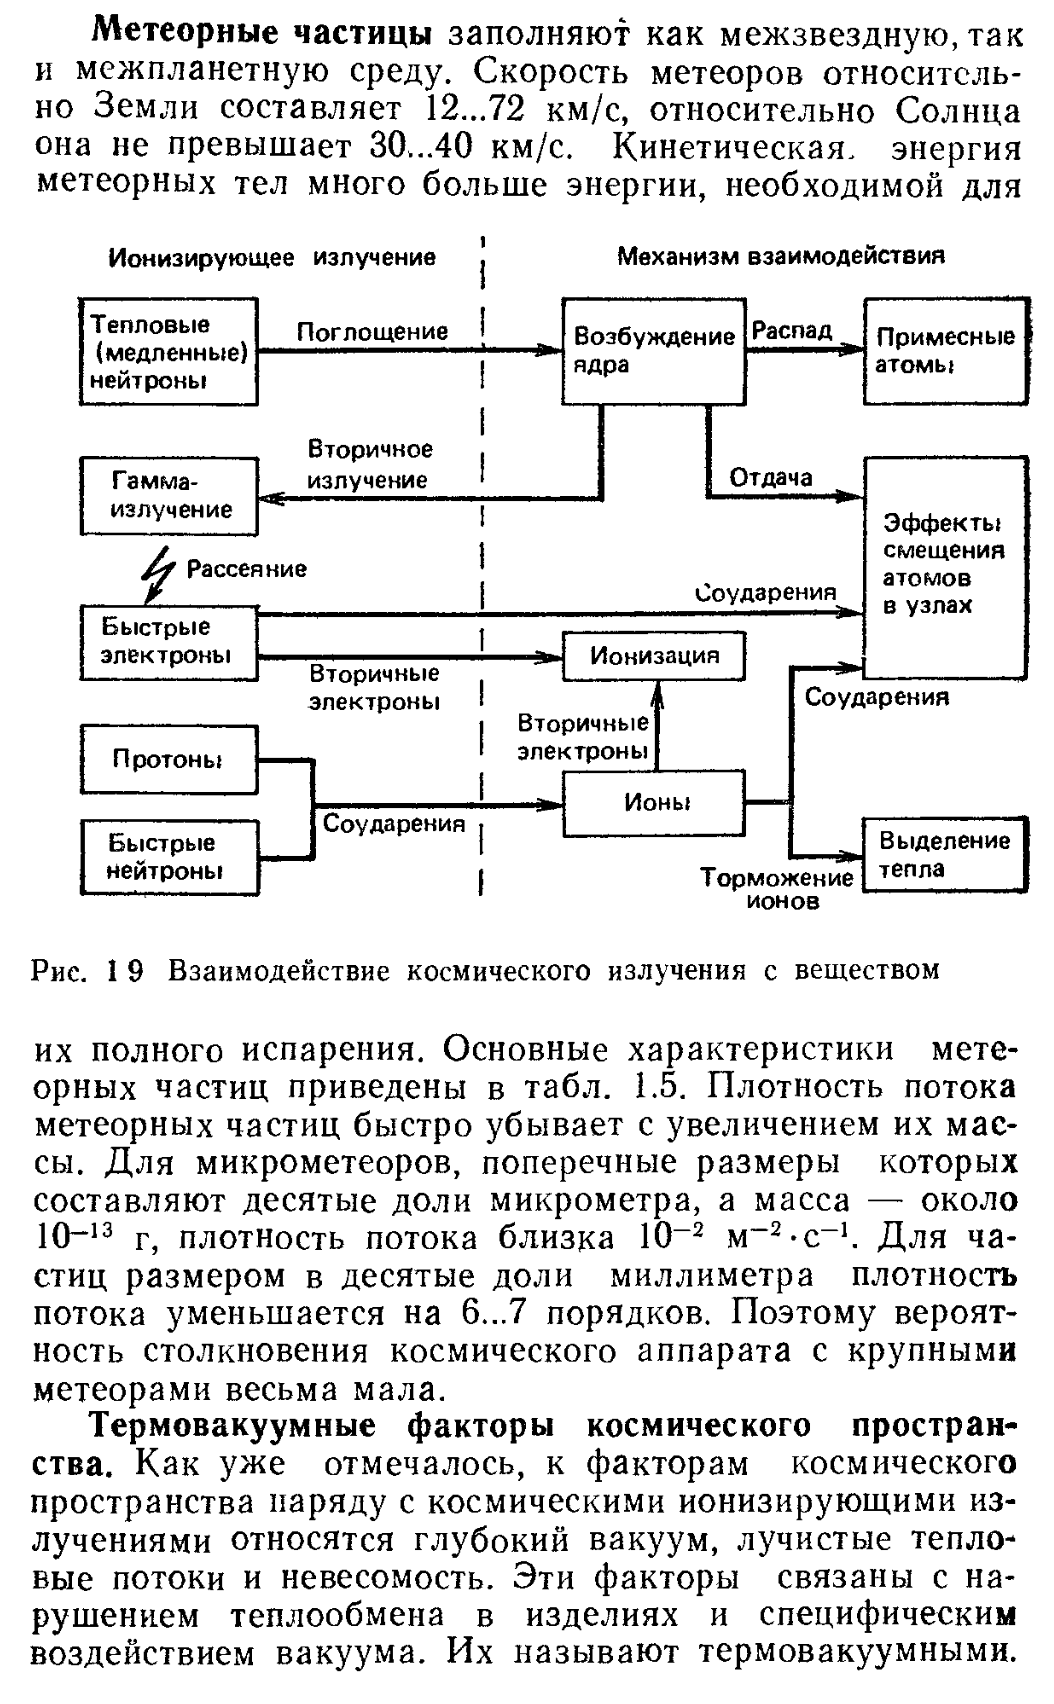 Метеорные частицы заполняют как межзвездную, так
и межпланетную среду. Скорость метеоров относитель-
но Земли составляет 12...72 км/с, относительно Солнца
она не превышает 30...40 км/с. Кинетическая энергия
метеорных тел много больше энергии, необходимой для
Ионизирующее излучение
Механизм взаимодействия
Тепловые
(медленные)
нейтроны
Поглощение
Возбуждение
ядра
Распад
Примесные
атомы
Вторичное
излучение
Гамма-
излучение
Отдача
Эффекты
смещения
атомов
в узлах
Рассеяние
Соударения
Быстрые
электроны
Вторичные
электроны
Ионизация
Соударения
Вторичные
электроны
Протоны
Ионы
Соударения
Быстрые
нейтроны
Выделение
тепла
Торможение
ионов
Рис. 1 9 Взаимодействие космического излучения с веществом
их полного испарения. Основные характеристики мете-
орных частиц приведены в табл. 1.5. Плотность потока
метеорных частиц быстро убывает с увеличением их мас-
сы. Для микрометеоров, поперечные размеры которых
составляют десятые доли микрометра, а масса — около
10⁻¹³ г, плотность потока близка 10⁻² м⁻²·с⁻¹. Для ча-
стиц размером в десятые доли миллиметра плотность
потока уменьшается на 6...7 порядков. Поэтому вероят-
ность столкновения космического аппарата с крупными
метеорами весьма мала.
Термовакуумные факторы космического простран-
ства. Как уже отмечалось, к факторам космического
пространства наряду с космическими ионизирующими из-
лучениями относятся глубокий вакуум, лучистые тепло-
вые потоки и невесомость. Эти факторы связаны с на-
рушением теплообмена в изделиях и специфическим
воздействием вакуума. Их называют термовакуумными.